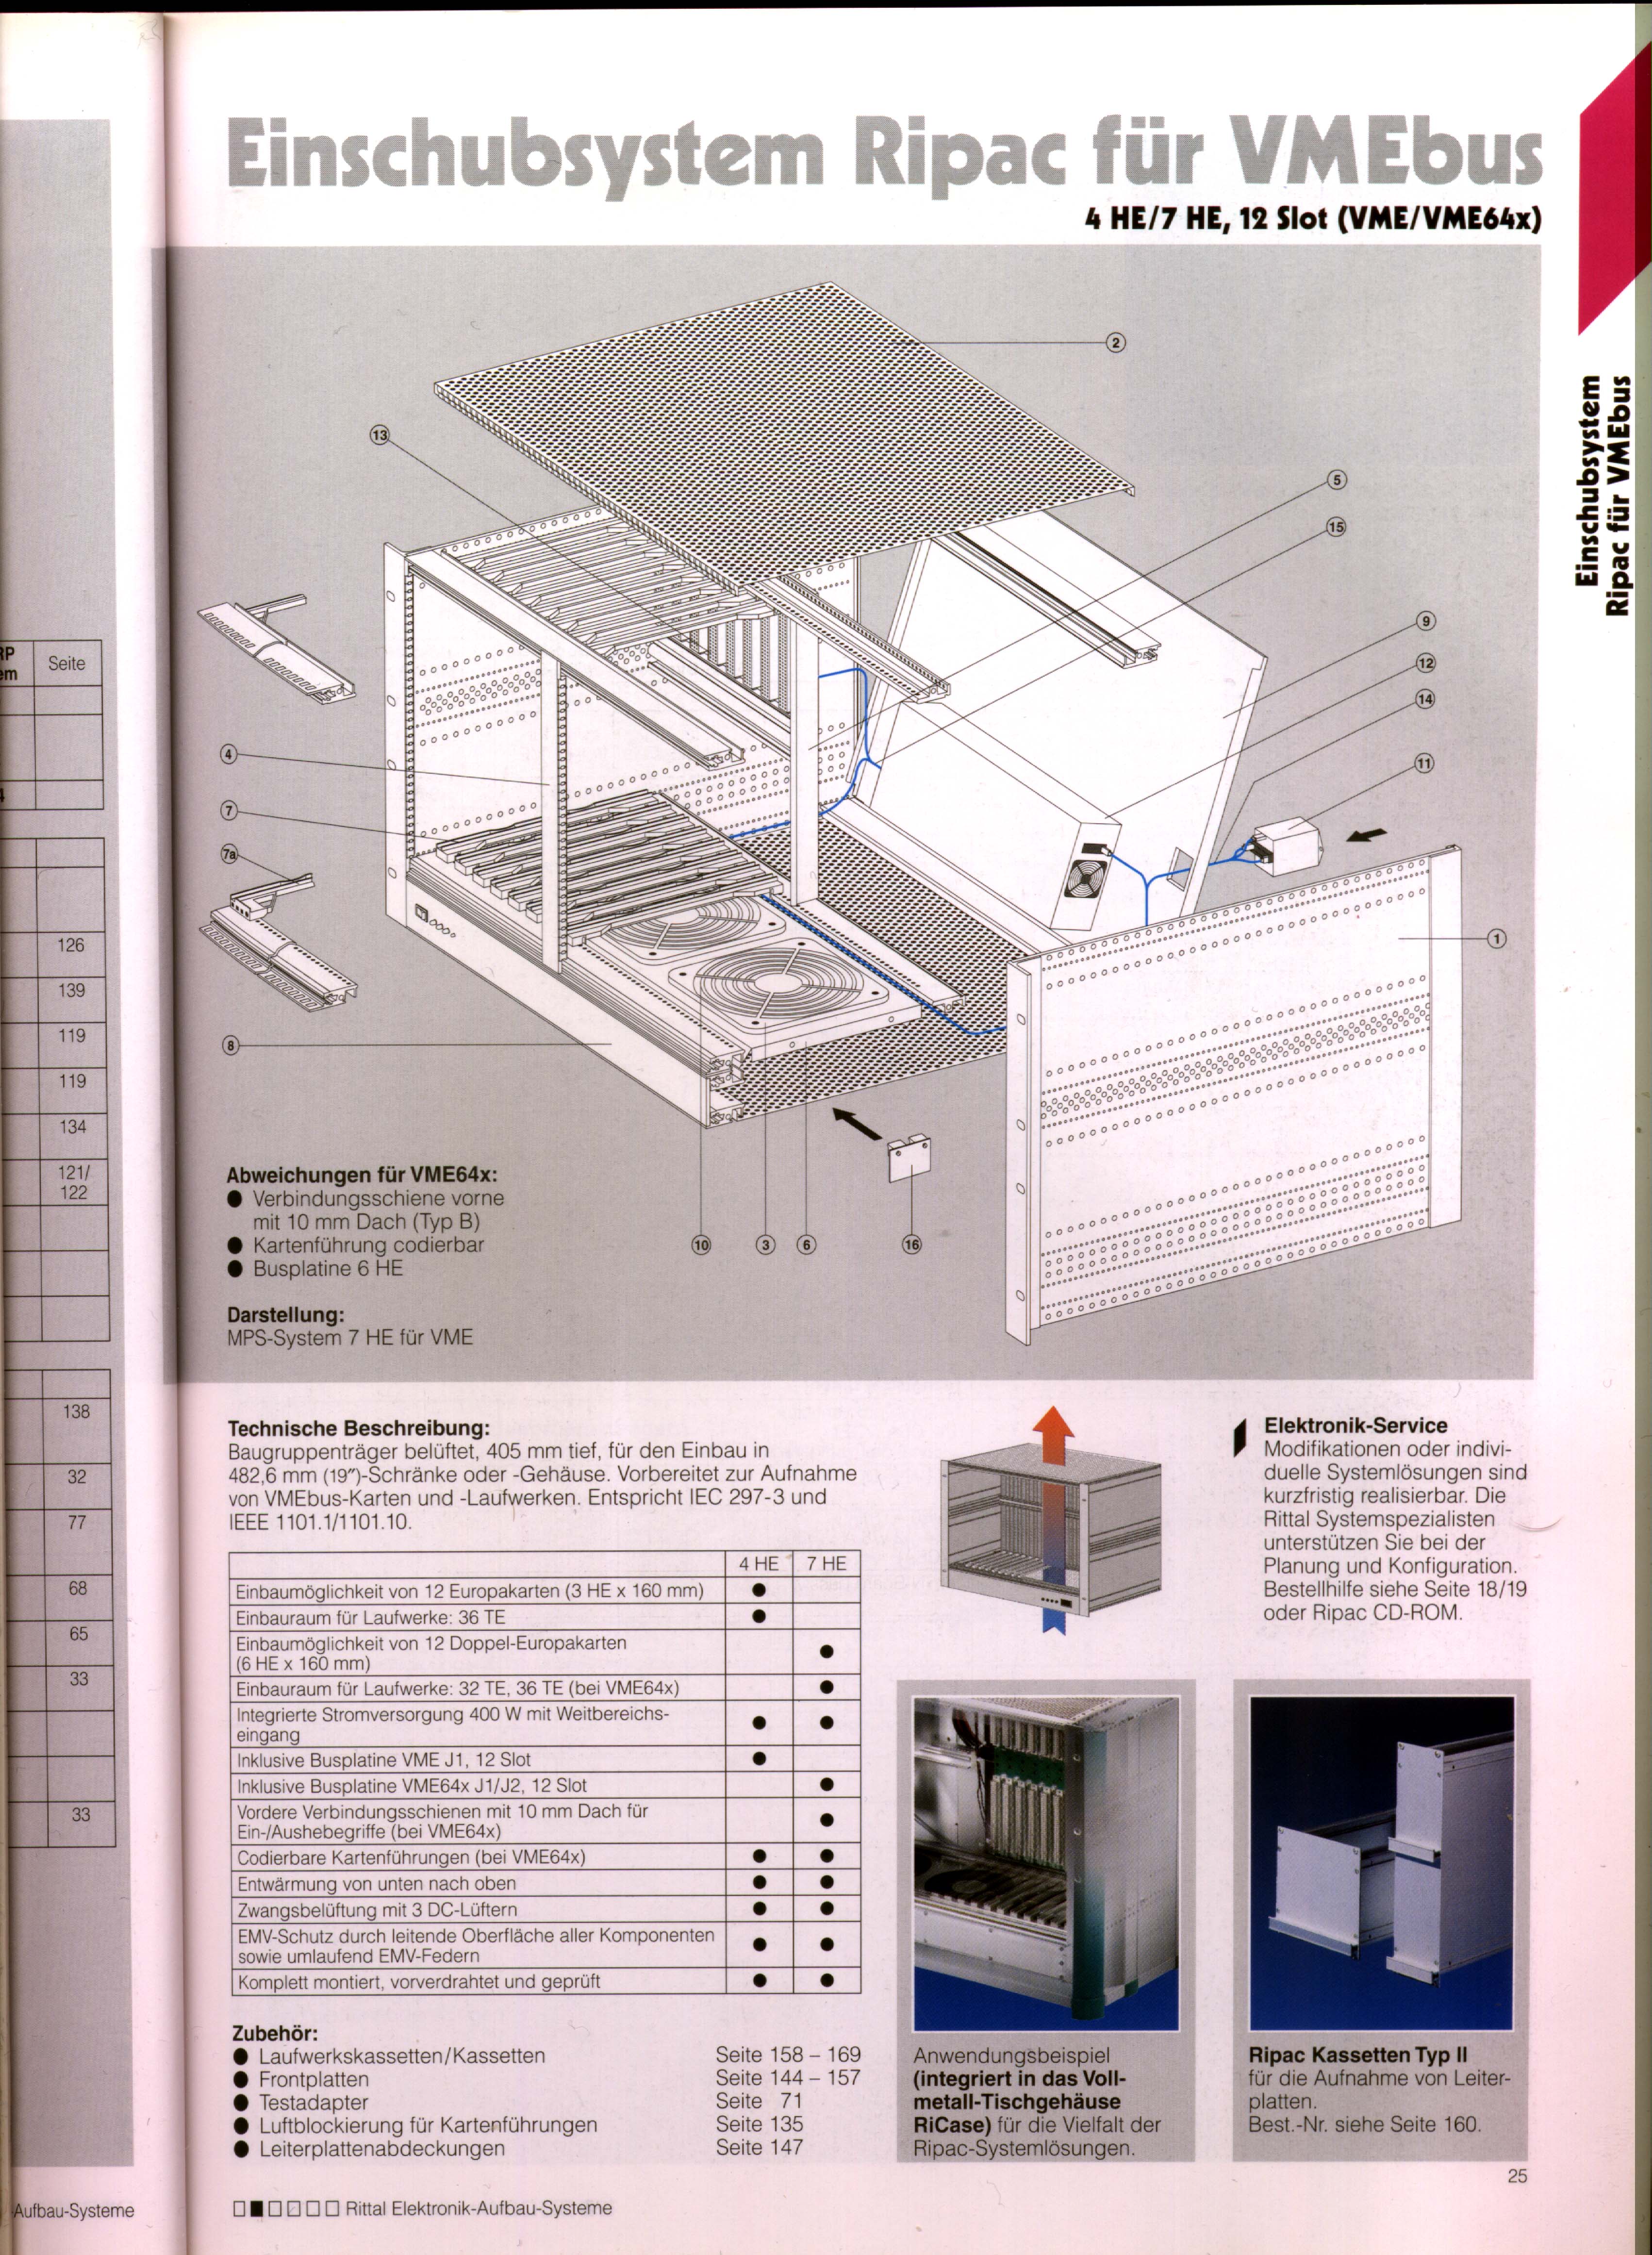 Einschubsystem Ripac für VMEbus
4 HE/7 HE, 12 Slot (VME/VME64x)
Einschubsystem
Ripac für VMEbus
Seite
126
139
119
119
134
121/
122
138
32
77
68
65
33
33
Aufbau-Systeme
2
13
5
15
9
12
14
11
4
7
7a
1
8
10
3
6
16
Abweichungen für VME64x:
● Verbindungsschiene vorne
mit 10 mm Dach (Typ B)
● Kartenführung codierbar
● Busplatine 6 HE
Darstellung:
MPS-System 7 HE für VME
Technische Beschreibung:
Baugruppenträger belüftet, 405 mm tief, für den Einbau in
482,6 mm (19″)-Schränke oder -Gehäuse. Vorbereitet zur Aufnahme
von VMEbus-Karten und -Laufwerken. Entspricht IEC 297-3 und
IEEE 1101.1/1101.10.
4 HE 7 HE
Einbaumöglichkeit von 12 Europakarten (3 HE x 160 mm) ●
Einbauraum für Laufwerke: 36 TE ●
Einbaumöglichkeit von 12 Doppel-Europakarten
(6 HE x 160 mm) ●
Einbauraum für Laufwerke: 32 TE, 36 TE (bei VME64x) ●
Integrierte Stromversorgung 400 W mit Weitbereichs-
eingang ● ●
Inklusive Busplatine VME J1, 12 Slot ●
Inklusive Busplatine VME64x J1/J2, 12 Slot ●
Vordere Verbindungsschienen mit 10 mm Dach für
Ein-/Aushebegriffe (bei VME64x) ●
Codierbare Kartenführungen (bei VME64x) ● ●
Entwärmung von unten nach oben ● ●
Zwangsbelüftung mit 3 DC-Lüftern ● ●
EMV-Schutz durch leitende Oberfläche aller Komponenten
sowie umlaufend EMV-Federn ● ●
Komplett montiert, vorverdrahtet und geprüft ● ●
Zubehör:
● Laufwerkskassetten/Kassetten Seite 158 – 169
● Frontplatten Seite 144 – 157
● Testadapter Seite 71
● Luftblockierung für Kartenführungen Seite 135
● Leiterplattenabdeckungen Seite 147
Elektronik-Service
Modifikationen oder indivi-
duelle Systemlösungen sind
kurzfristig realisierbar. Die
Rittal Systemspezialisten
unterstützen Sie bei der
Planung und Konfiguration.
Bestellhilfe siehe Seite 18/19
oder Ripac CD-ROM.
Anwendungsbeispiel
(integriert in das Voll-
metall-Tischgehäuse
RiCase) für die Vielfalt der
Ripac-Systemlösungen.
Ripac Kassetten Typ II
für die Aufnahme von Leiter-
platten.
Best.-Nr. siehe Seite 160.
25
Rittal Elektronik-Aufbau-Systeme